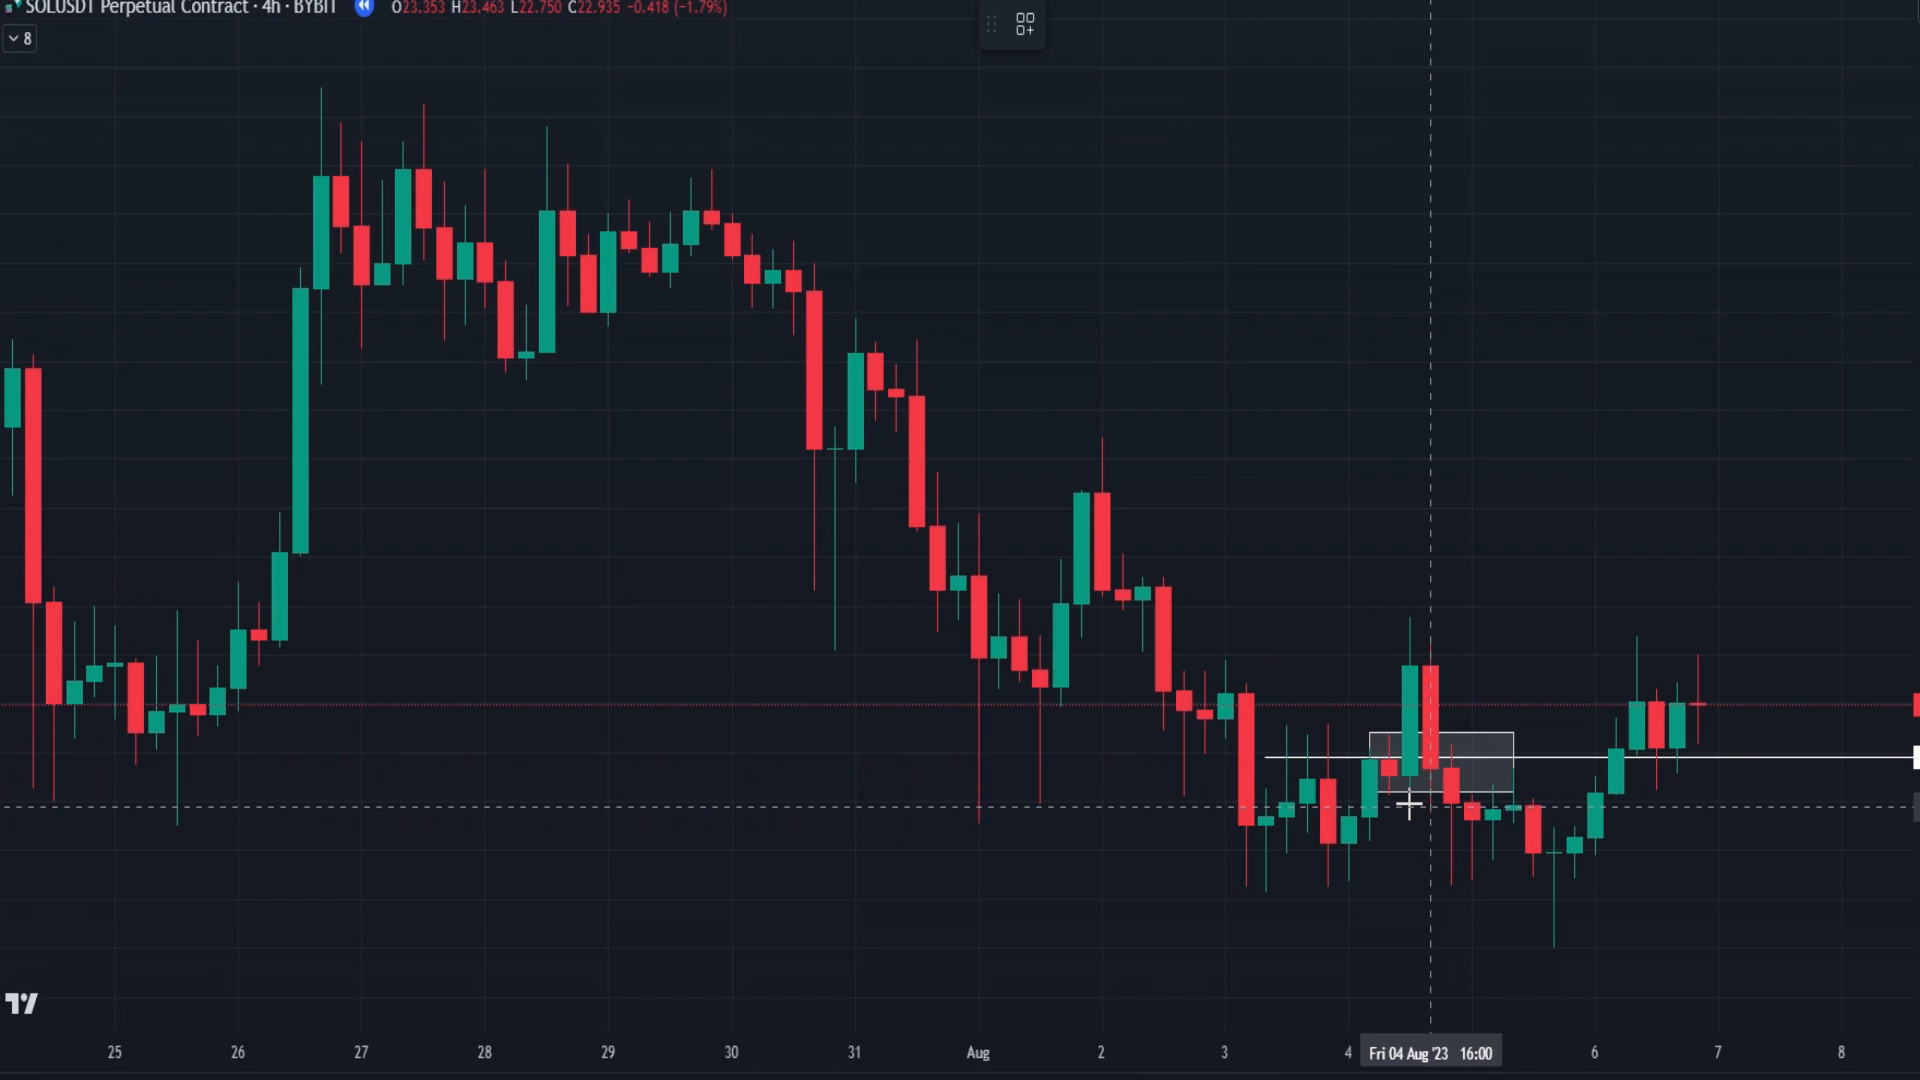 SOLUSDT Perpetual Contract · 4h · BYBIT O23.353 H23.463 L22.750 C22.935 −0.418 (−1.79%)
8
25 26 27 28 29 30 31 Aug 2 3 4 Fri 04 Aug '23 16:00 6 7 8